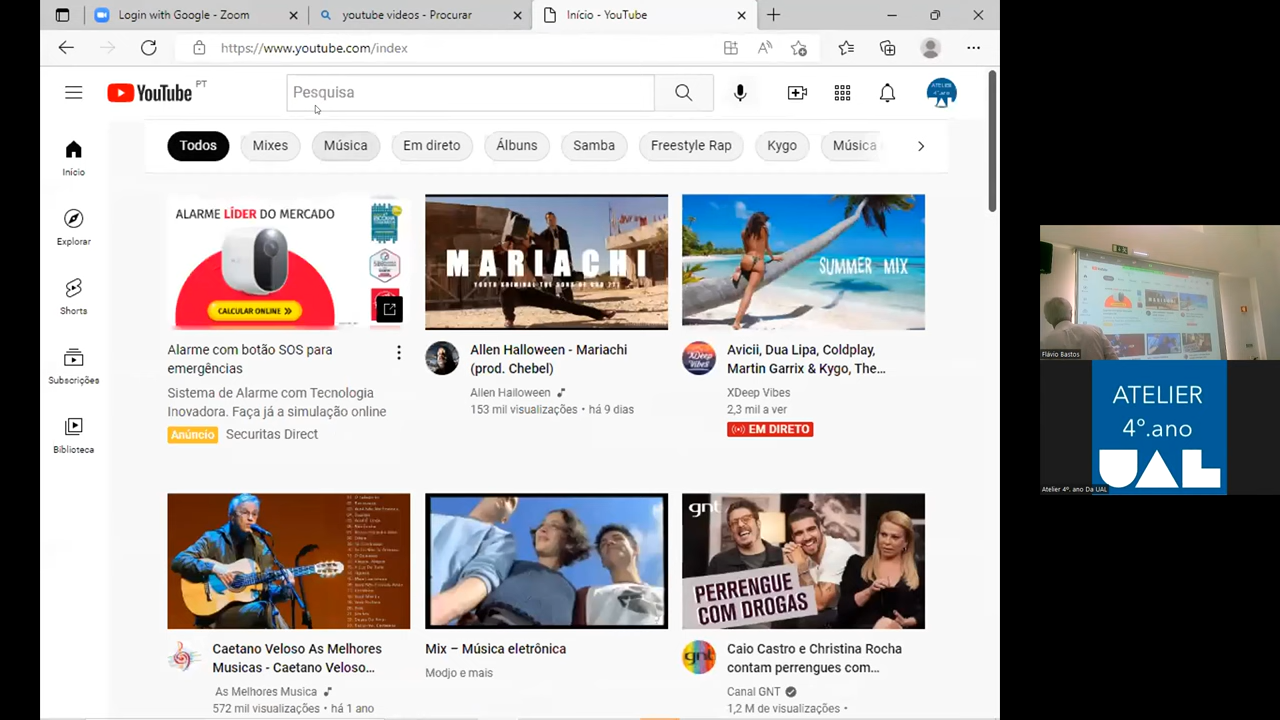 Login with Google - Zoom
youtube videos - Procurar
Início - YouTube
https://www.youtube.com/index
YouTube PT
Pesquisa
ATELIER
4º.ano
Todos
Mixes
Música
Em direto
Álbuns
Samba
Freestyle Rap
Kygo
Música
Início
Explorar
Shorts
Subscrições
Biblioteca
ALARME LÍDER DO MERCADO
CALCULAR ONLINE
Alarme com botão SOS para
emergências
Sistema de Alarme com Tecnologia
Inovadora. Faça já a simulação online
Anúncio Securitas Direct
MARIACHI
Allen Halloween - Mariachi
(prod. Chebel)
Allen Halloween
153 mil visualizações • há 9 dias
SUMMER MIX
XDeep
Vibes
Avicii, Dua Lipa, Coldplay,
Martin Garrix & Kygo, The…
XDeep Vibes
2,3 mil a ver
EM DIRETO
Caetano Veloso As Melhores
Musicas - Caetano Veloso…
As Melhores Musica
572 mil visualizações • há 1 ano
Mix – Música eletrônica
Modjo e mais
gnt
PERRENGUE
COM DROGAS
gnt
Caio Castro e Christina Rocha
contam perrengues com…
Canal GNT
1,2 M de visualizações •
Flávio Bastos
ATELIER
4º.ano
UAL
Atelier 4º. ano Da UAL